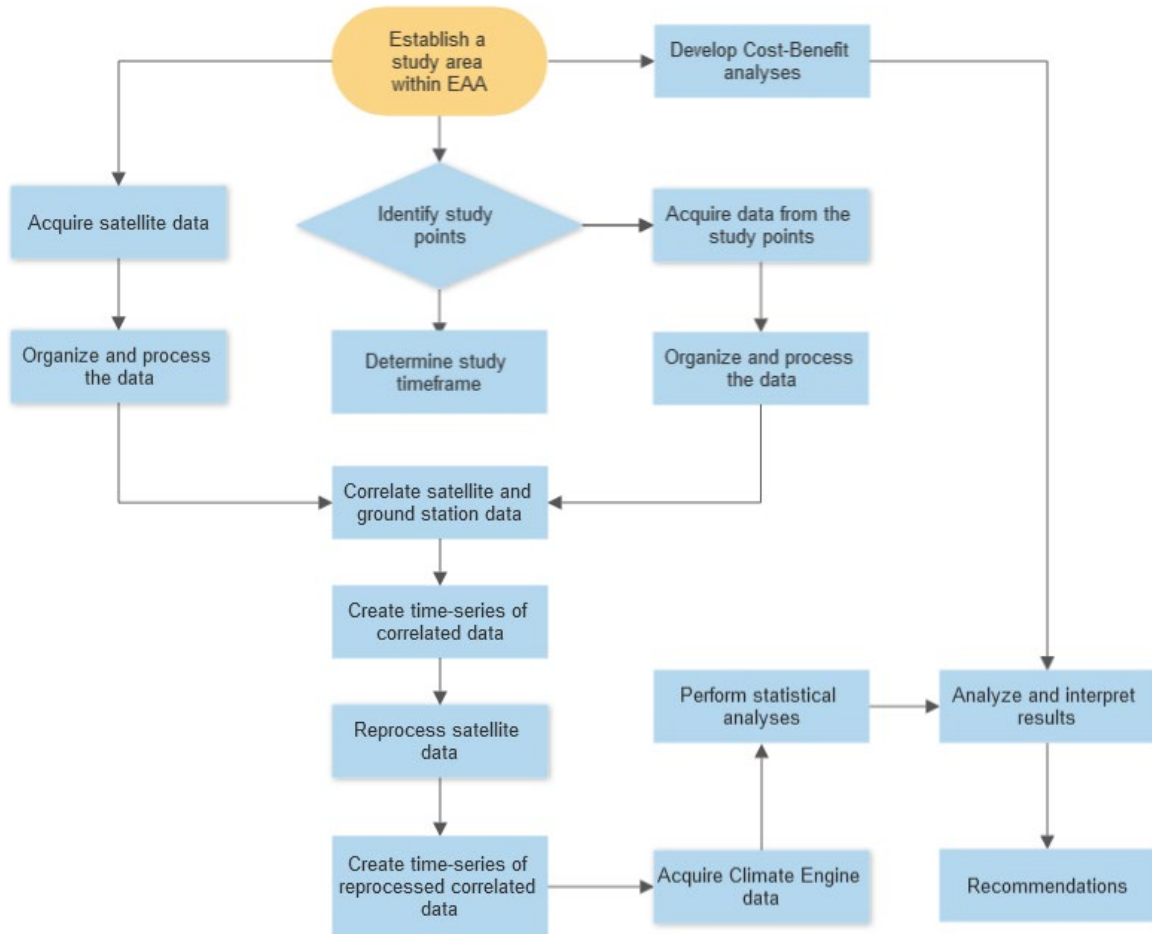 Establish a
study area
within EAA
Develop Cost-Benefit
analyses
Acquire satellite data
Identify study
points
Acquire data from the
study points
Organize and process
the data
Determine study
timeframe
Organize and process
the data
Correlate satellite and
ground station data
Create time-series of
correlated data
Perform statistical
analyses
Analyze and interpret
results
Reprocess satellite
data
Create time-series of
reprocessed correlated
data
Acquire Climate Engine
data
Recommendations